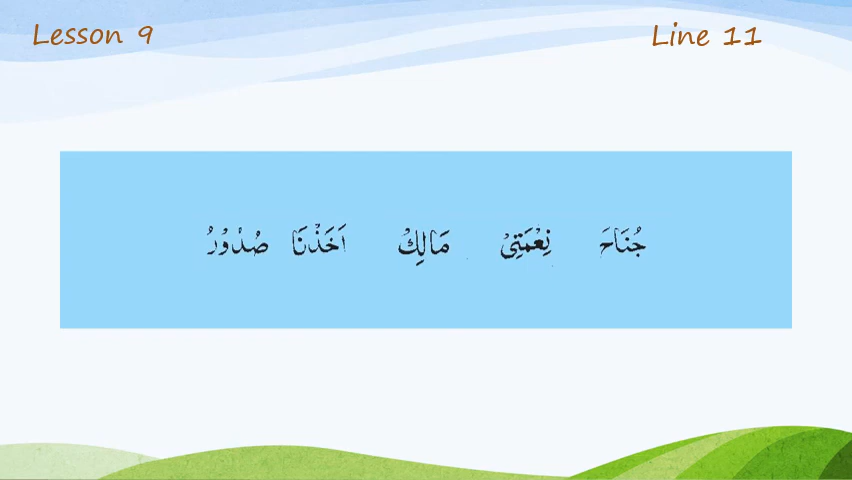 Lesson 9
Line 11
جُنَاحَ نِعْمَتِىْ مَالِكْ اَخَذْنَا صُدُوْرُ